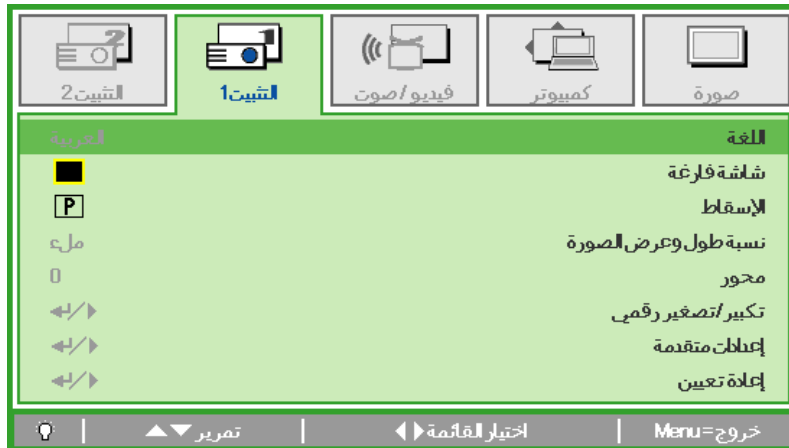 صورة
كمبيوتر
فيديو/صوت
التثبيت1
التثبيت2
اللغة العربية
شاشة فارغة
الإسقاط P
نسبة طول وعرض الصورة ملء
محور 0
تكبير/تصغير رقمي
إعدادات متقدمة
إعادة تعيين
خروج=Menu اختيار القائمة تمرير